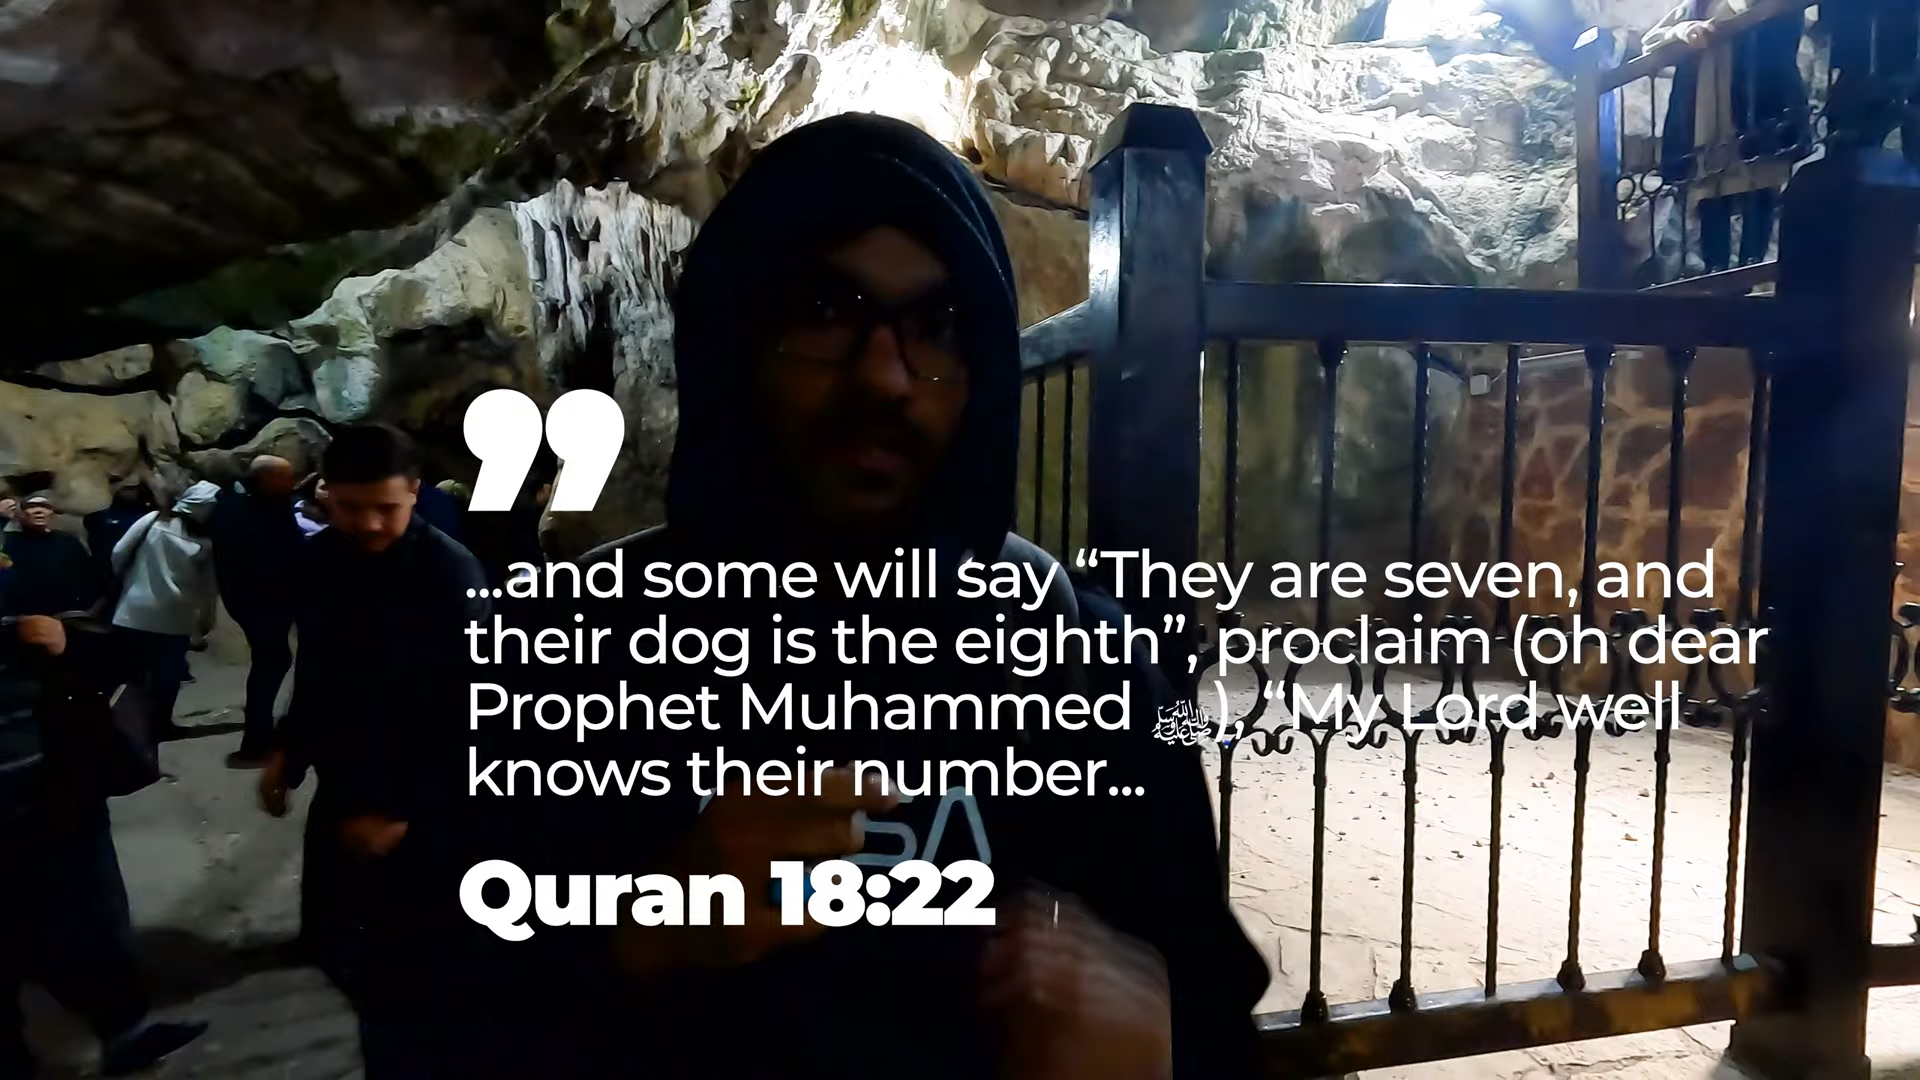 ”
...and some will say “They are seven, and
their dog is the eighth”, proclaim (oh dear
Prophet Muhammed ﷺ), “My Lord well
knows their number...
SA
Quran 18:22